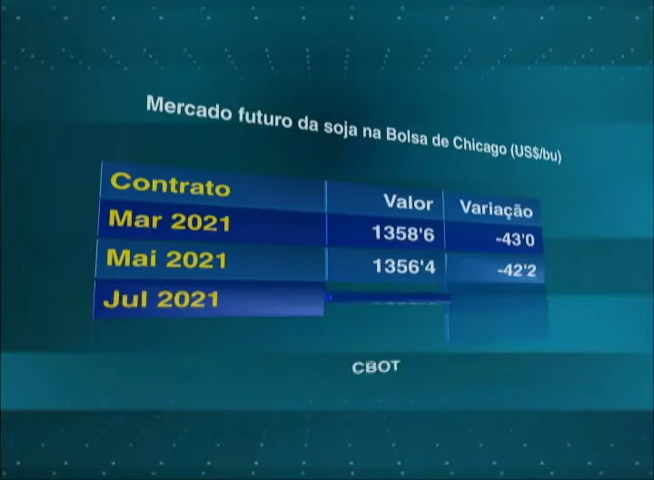 Mercado futuro da soja na Bolsa de Chicago (US$/bu)
Contrato Valor Variação
Mar 2021 1358'6 -43'0
Mai 2021 1356'4 -42'2
Jul 2021
CBOT